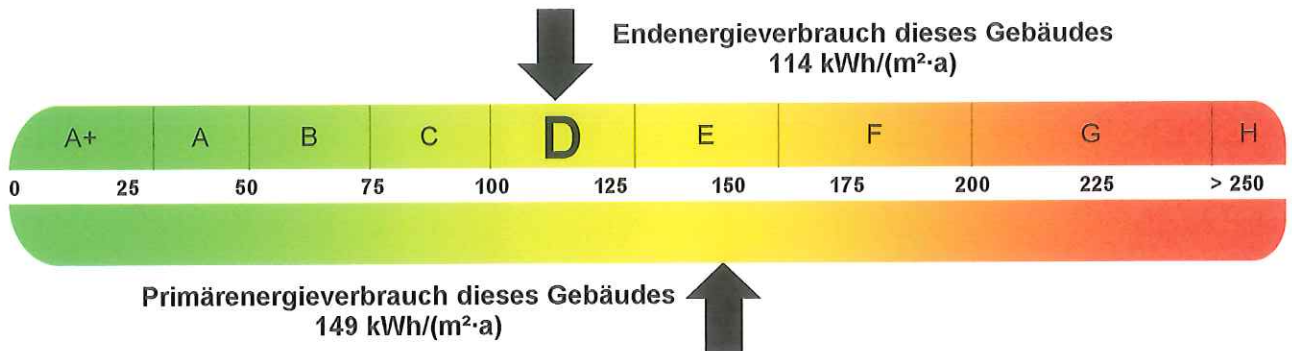 Endenergieverbrauch dieses Gebäudes
114 kWh/(m²·a)
A+ A B C D E F G H
0 25 50 75 100 125 150 175 200 225 > 250
Primärenergieverbrauch dieses Gebäudes
149 kWh/(m²·a)